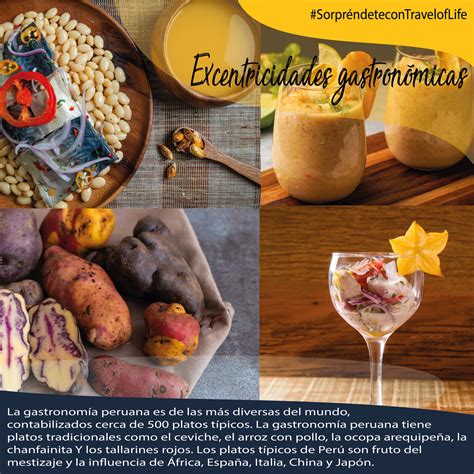 #SorpréndeteconTravelofLife
Excentricidades gastronómicas
La gastronomía peruana es de las más diversas del mundo,
contabilizados cerca de 500 platos típicos. La gastronomía peruana tiene
platos tradicionales como el ceviche, el arroz con pollo, la ocopa arequipeña, la
chanfainita Y los tallarines rojos. Los platos típicos de Perú son fruto del
mestizaje y la influencia de África, España, Italia, China y Japón.